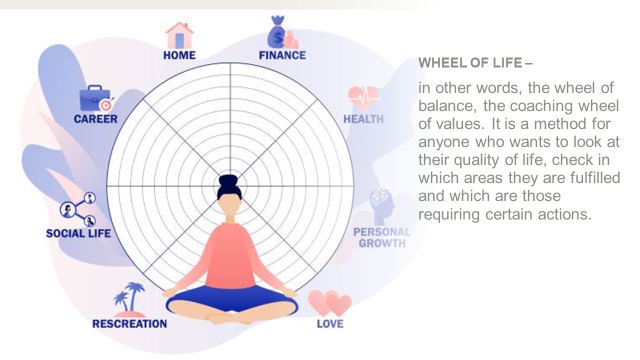 HOME
FINANCE
CAREER
HEALTH
SOCIAL LIFE
PERSONAL
GROWTH
RESCREATION
LOVE
WHEEL OF LIFE –
in other words, the wheel of
balance, the coaching wheel
of values. It is a method for
anyone who wants to look at
their quality of life, check in
which areas they are fulfilled
and which are those
requiring certain actions.